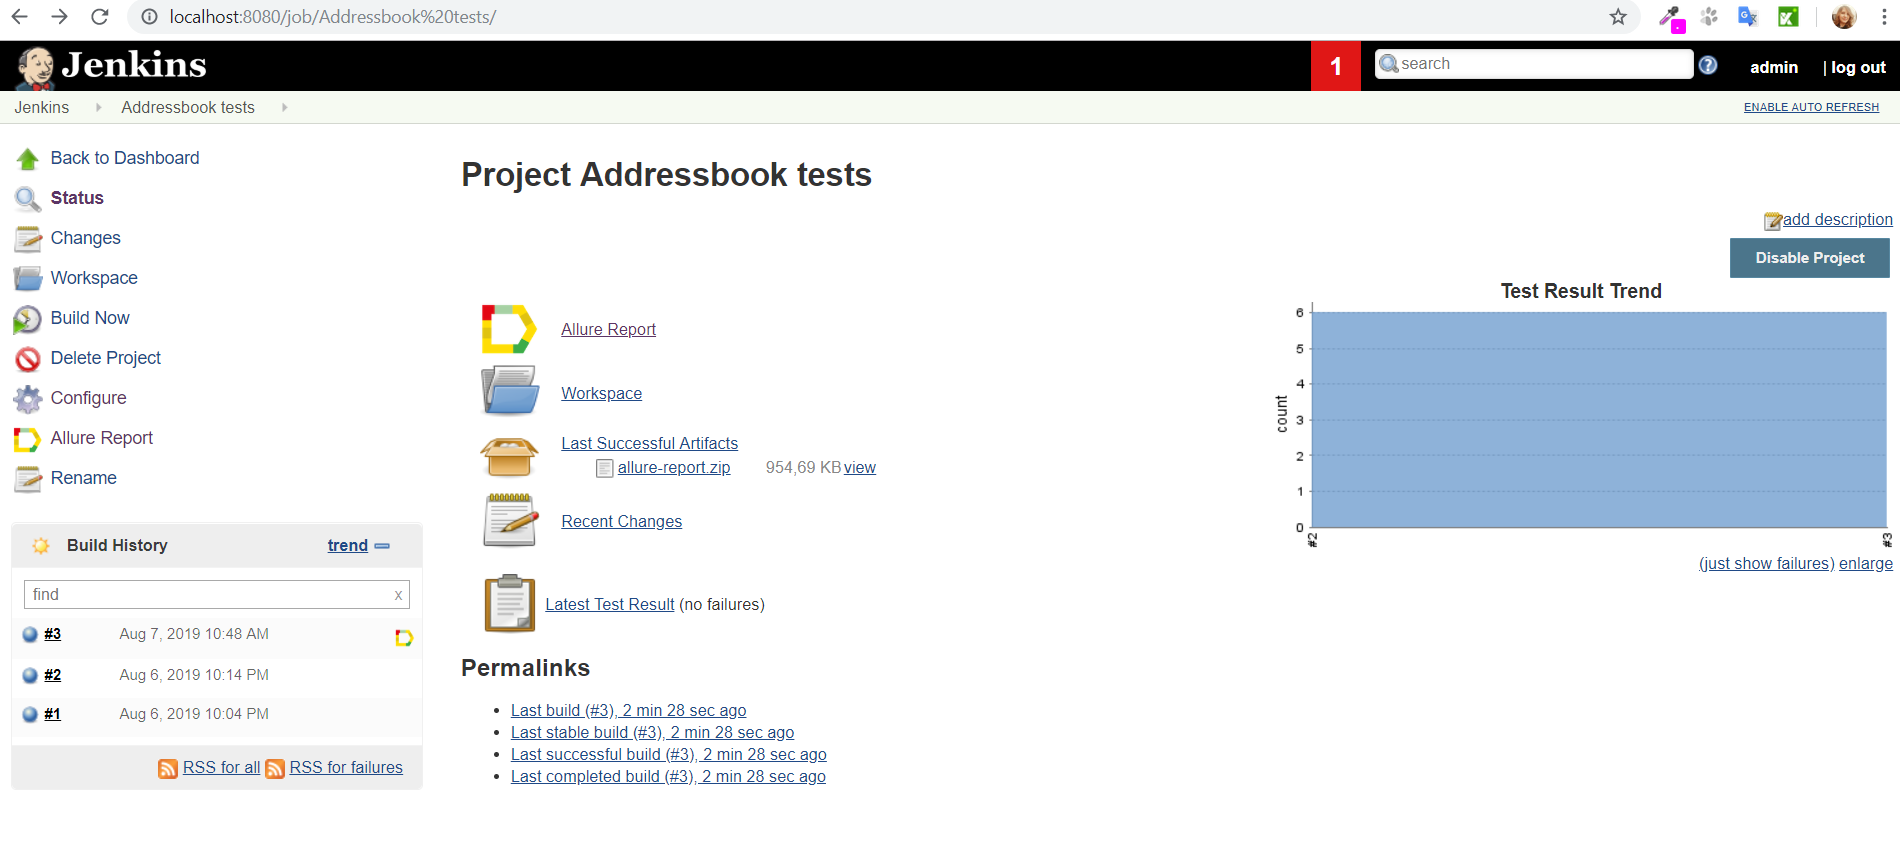 localhost:8080/job/Addressbook%20tests/
Jenkins
1
search
admin
| log out
Jenkins
Addressbook tests
ENABLE AUTO REFRESH
Back to Dashboard
Status
Changes
Workspace
Build Now
Delete Project
Configure
Allure Report
Rename
Build History
trend
find
x
#3 Aug 7, 2019 10:48 AM
#2 Aug 6, 2019 10:14 PM
#1 Aug 6, 2019 10:04 PM
RSS for all RSS for failures
Project Addressbook tests
add description
Disable Project
Allure Report
Workspace
Last Successful Artifacts
allure-report.zip 954,69 KB view
Recent Changes
Latest Test Result (no failures)
Permalinks
Last build (#3), 2 min 28 sec ago
Last stable build (#3), 2 min 28 sec ago
Last successful build (#3), 2 min 28 sec ago
Last completed build (#3), 2 min 28 sec ago
Test Result Trend
6
5
4
3
2
1
0
count
#2
#3
(just show failures) enlarge